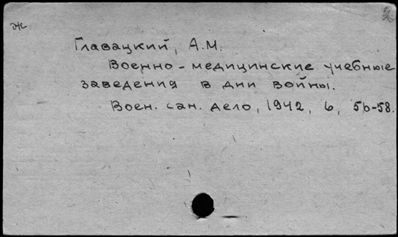 Главацкий, А.М.
Военно-медицинские учебные
заведения в дни войны.
Воен. сан. дело, 1942, 6, 56-58.